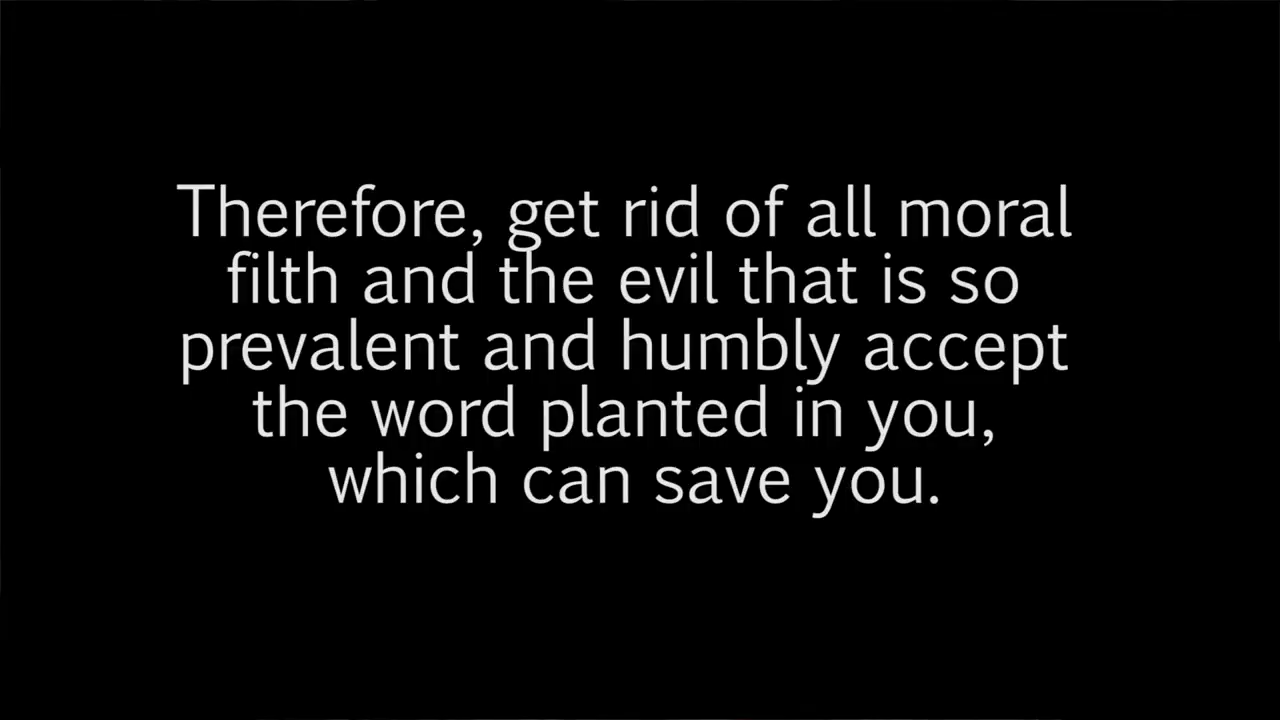 Therefore, get rid of all moral
filth and the evil that is so
prevalent and humbly accept
the word planted in you,
which can save you.